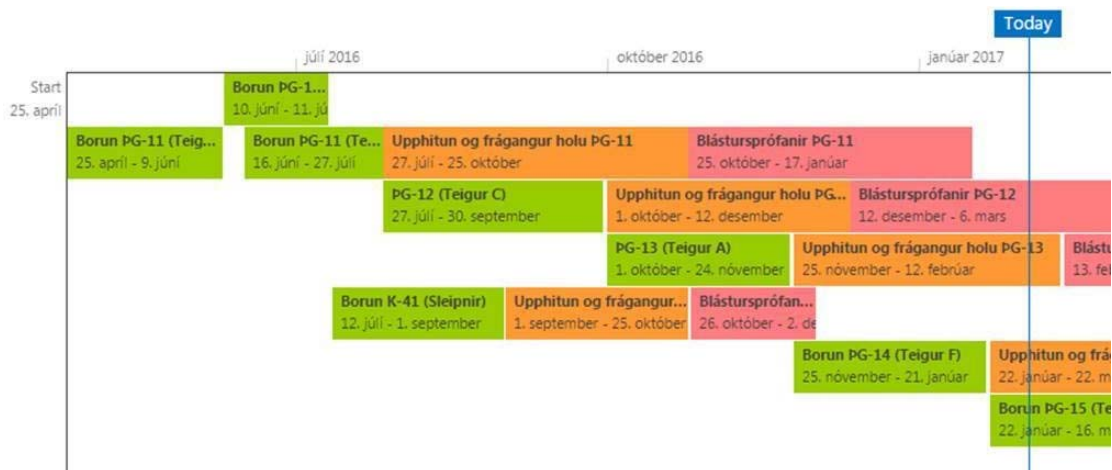 Today
júlí 2016
október 2016
janúar 2017
Start
25. apríl
Borun ÞG-1...
10. júní - 11. jú
Borun ÞG-11 (Teig...
25. apríl - 9. júní
Borun ÞG-11 (Te...
16. júní - 27. júlí
Upphitun og frágangur holu ÞG-11
27. júlí - 25. október
Blástursprófanir ÞG-11
25. október - 17. janúar
ÞG-12 (Teigur C)
27. júlí - 30. september
Upphitun og frágangur holu ÞG...
1. október - 12. desember
Blástursprófanir ÞG-12
12. desember - 6. mars
ÞG-13 (Teigur A)
1. október - 24. nóvember
Upphitun og frágangur holu ÞG-13
25. nóvember - 12. febrúar
Blástu
13. feb
Borun K-41 (Sleipnir)
12. júlí - 1. september
Upphitun og frágangur...
1. september - 25. október
Blástursprófan...
26. október - 2. de
Borun ÞG-14 (Teigur F)
25. nóvember - 21. janúar
Upphitun og frág
22. janúar - 22. m
Borun ÞG-15 (Te
22. janúar - 16. m